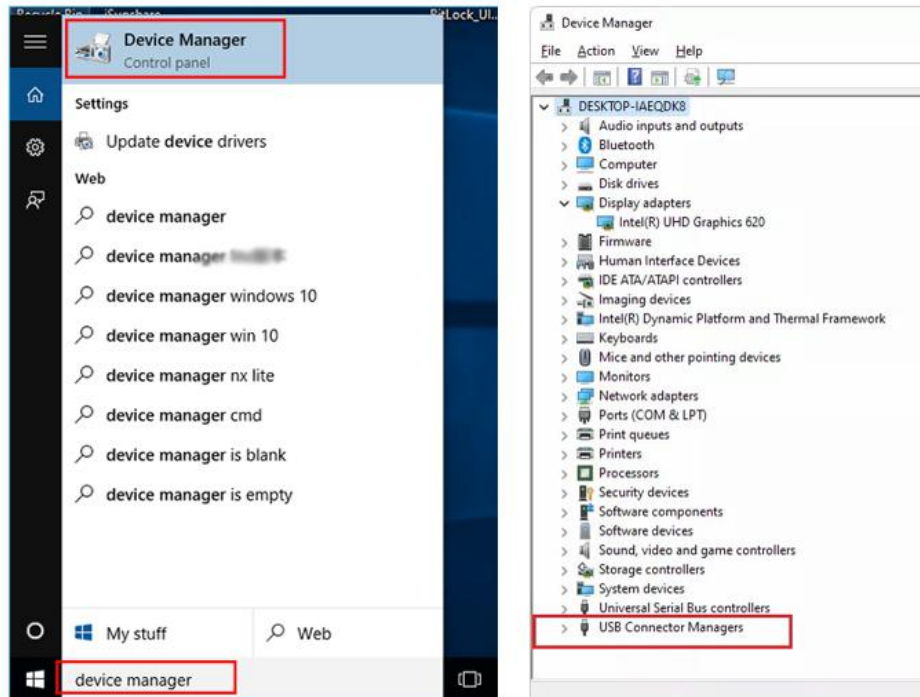 Recycle Bin iSunshare BitLock_UI...
Device Manager
Control panel
Settings
Update device drivers
Web
device manager
device manager
device manager windows 10
device manager win 10
device manager nx lite
device manager cmd
device manager is blank
device manager is empty
My stuff
Web
device manager
Device Manager
File Action View Help
DESKTOP-IAEQDK8
Audio inputs and outputs
Bluetooth
Computer
Disk drives
Display adapters
Intel(R) UHD Graphics 620
Firmware
Human Interface Devices
IDE ATA/ATAPI controllers
Imaging devices
Intel(R) Dynamic Platform and Thermal Framework
Keyboards
Mice and other pointing devices
Monitors
Network adapters
Ports (COM & LPT)
Print queues
Printers
Processors
Security devices
Software components
Software devices
Sound, video and game controllers
Storage controllers
System devices
Universal Serial Bus controllers
USB Connector Managers